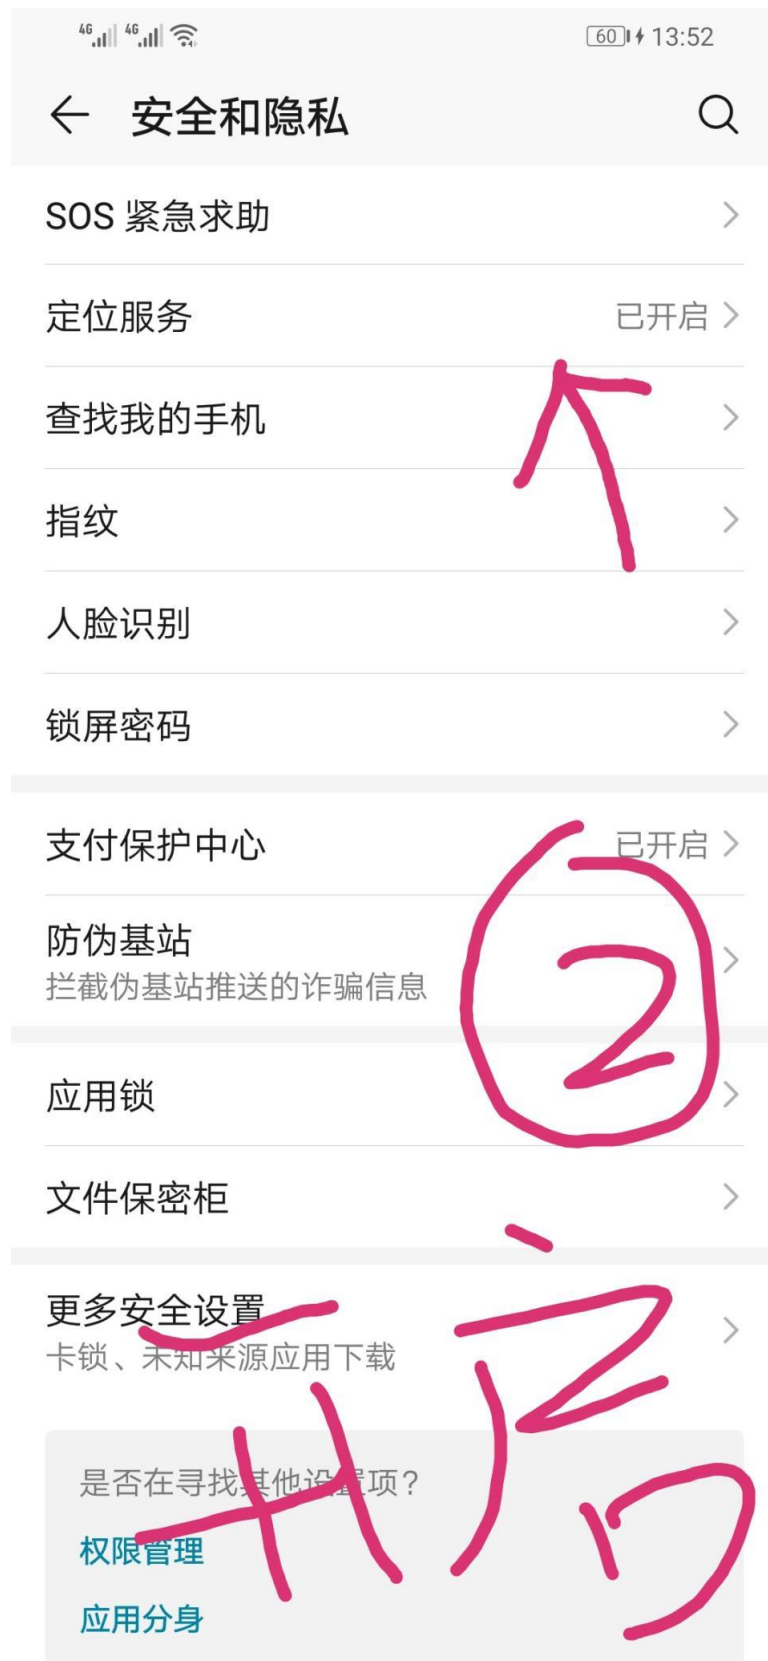 4G 4G 60 13:52
安全和隐私
SOS 紧急求助
定位服务 已开启
查找我的手机
指纹
人脸识别
锁屏密码
支付保护中心 已开启
防伪基站
拦截伪基站推送的诈骗信息
2
应用锁
文件保密柜
更多安全设置
卡锁、未知来源应用下载
开启
是否在寻找其他设置项？
权限管理
应用分身